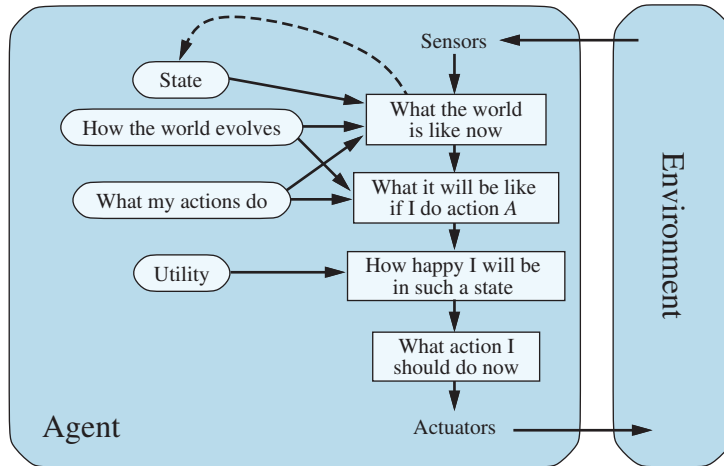 Sensors
State
What the world
is like now
How the world evolves
What my actions do
What it will be like
if I do action A
Utility
How happy I will be
in such a state
What action I
should do now
Agent
Actuators
Environment